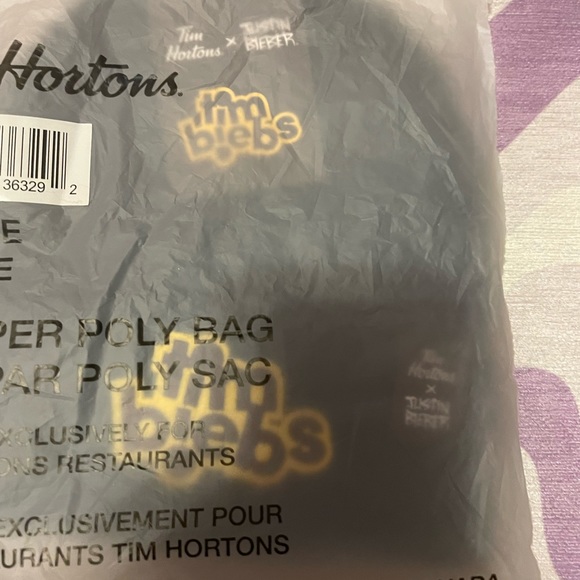 Hortons.
Tim
Hortons × JUSTIN
BIEBER
tim
biebs
36329 2
E
E
PER POLY BAG
PAR POLY SAC
tim
biebs
Tim
Hortons
×
JUSTIN
BIEBER
EXCLUSIVELY FOR
ONS RESTAURANTS
EXCLUSIVEMENT POUR
AURANTS TIM HORTONS